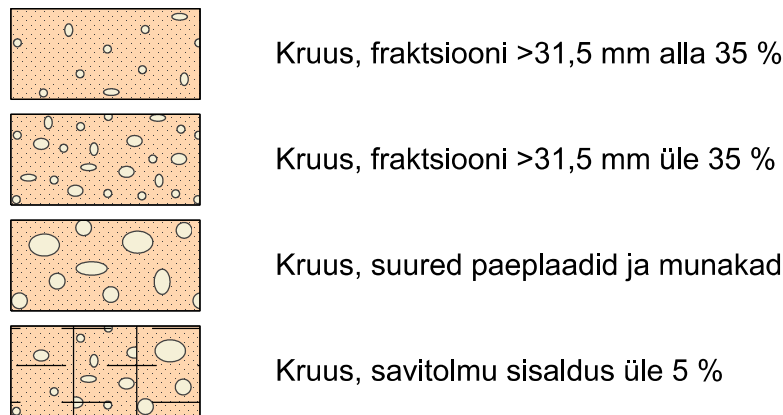 Kruus, fraktsiooni >31,5 mm alla 35 %
Kruus, fraktsiooni >31,5 mm üle 35 %
Kruus, suured paeplaadid ja munakad
Kruus, savitolmu sisaldus üle 5 %